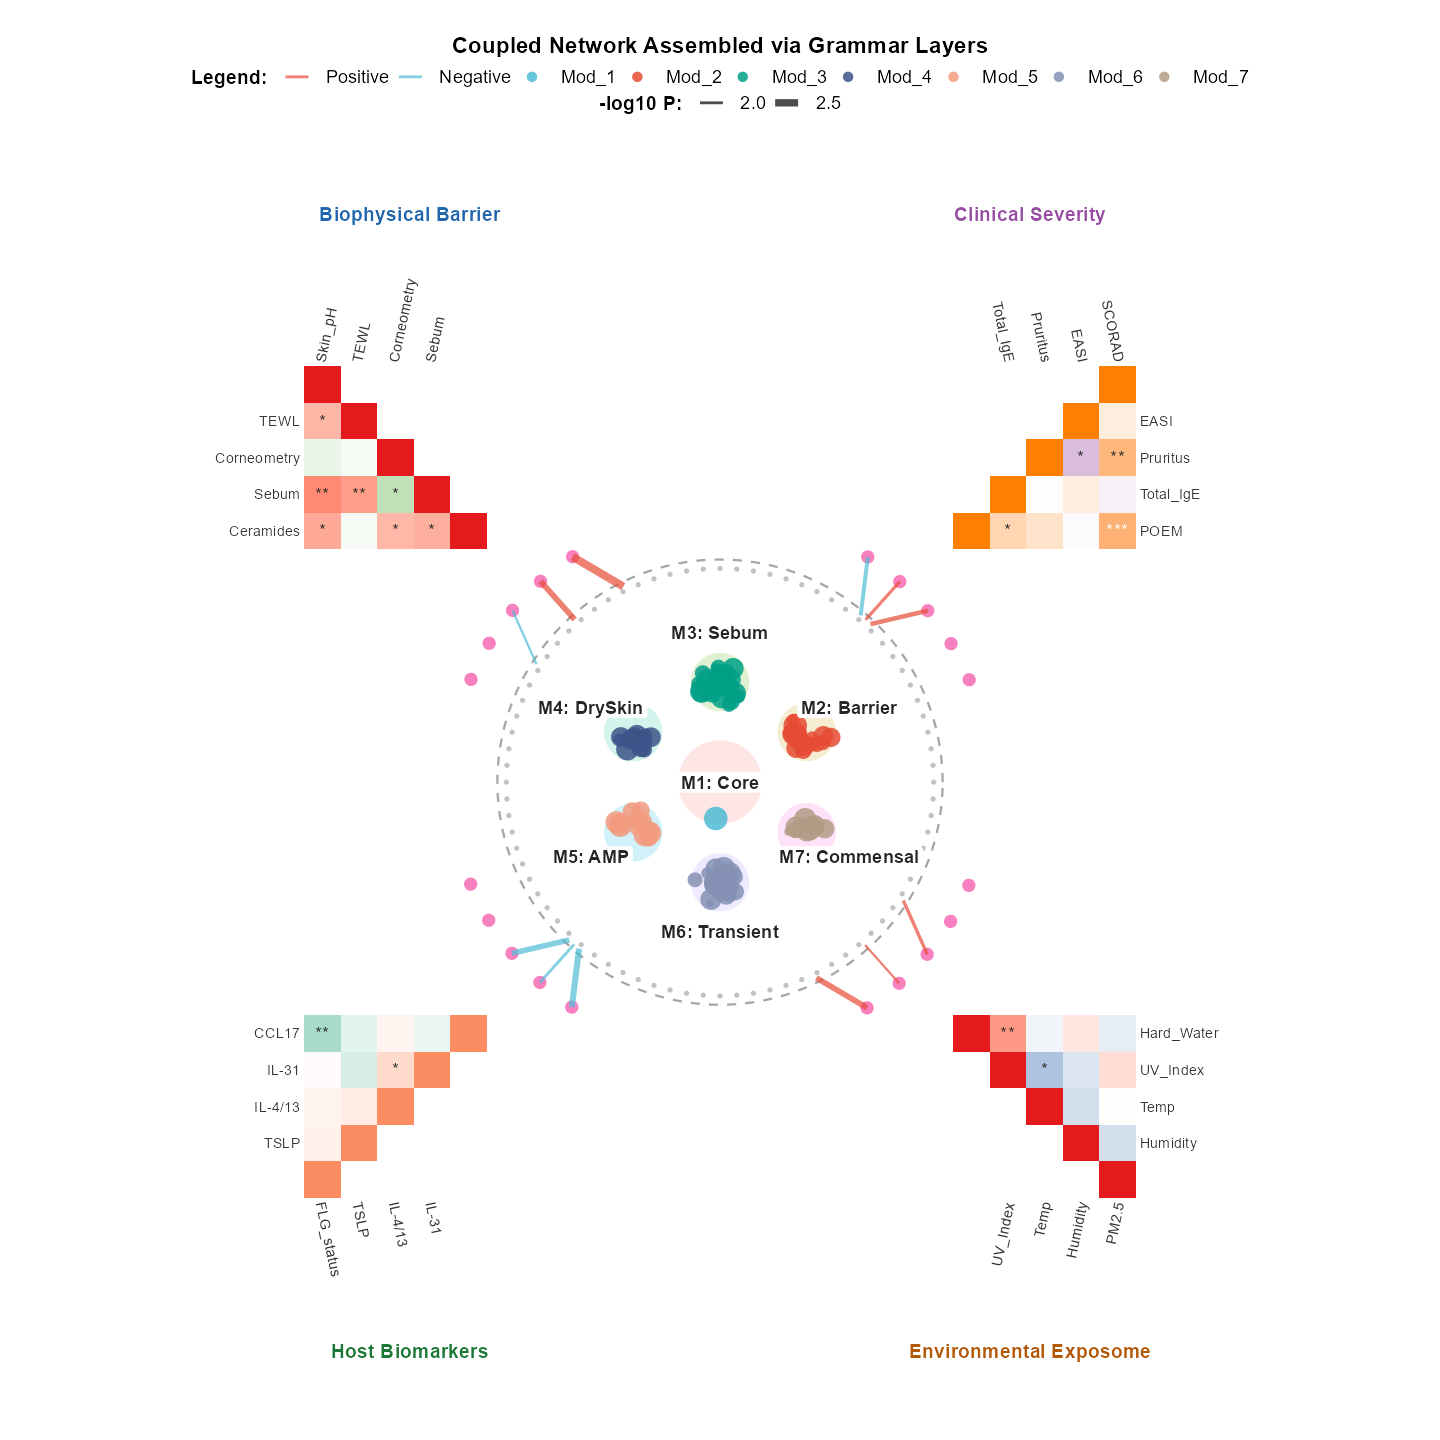 Coupled Network Assembled via Grammar Layers
Legend: Positive Negative Mod_1 Mod_2 Mod_3 Mod_4 Mod_5 Mod_6 Mod_7
-log10 P: 2.0 2.5
Biophysical Barrier
Skin_pH
TEWL
Corneometry
Sebum
TEWL *
Corneometry
Sebum ** ** *
Ceramides * * *
Clinical Severity
Total_IgE
Pruritus
EASI
SCORAD
EASI
* ** Pruritus
Total_IgE
* *** POEM
M3: Sebum
M4: DrySkin
M2: Barrier
M1: Core
M5: AMP
M7: Commensal
M6: Transient
CCL17 **
IL-31 *
IL-4/13
TSLP
FLG_status
TSLP
IL-4/13
IL-31
Host Biomarkers
** Hard_Water
* UV_Index
Temp
Humidity
UV_Index
Temp
Humidity
PM2.5
Environmental Exposome